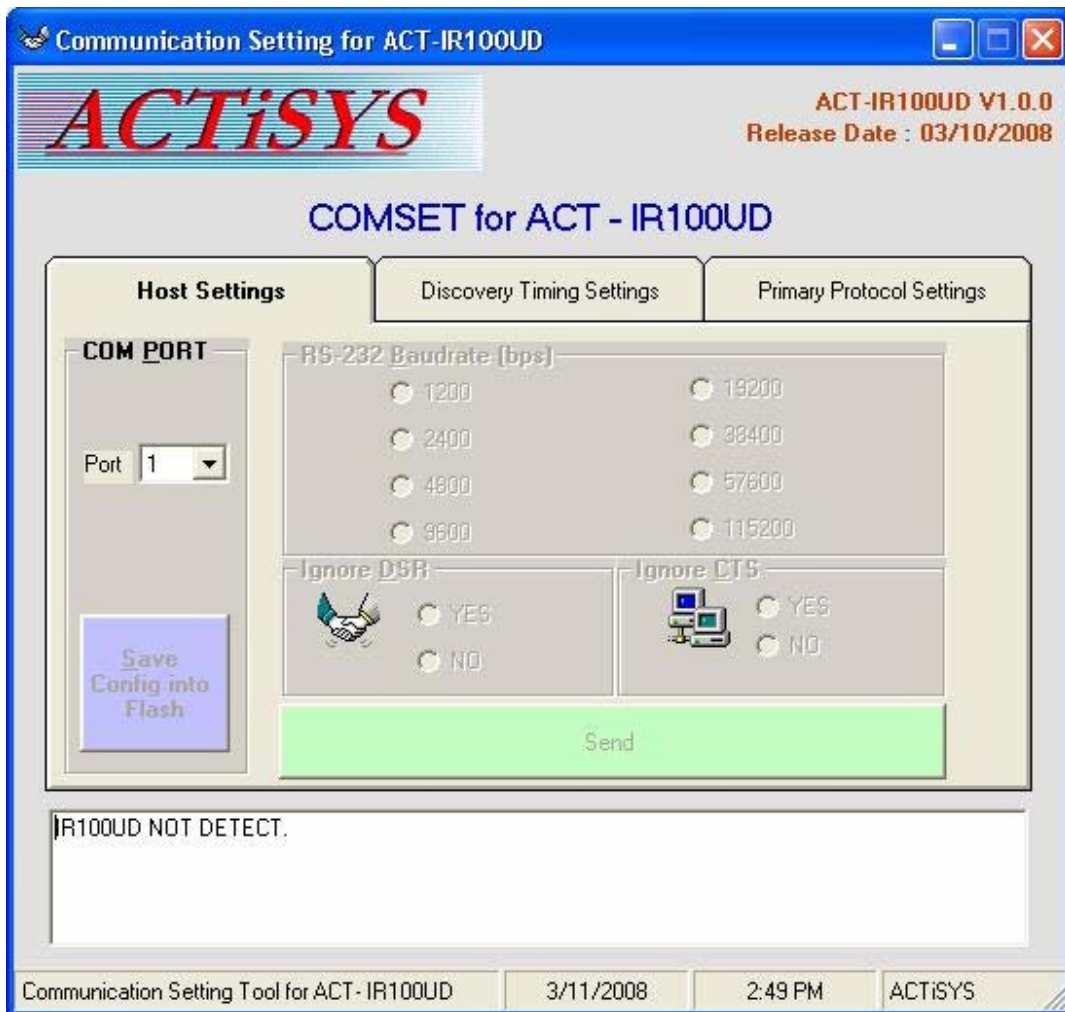 Communication Setting for ACT-IR100UD
ACTiSYS
ACT-IR100UD V1.0.0
Release Date : 03/10/2008
COMSET for ACT - IR100UD
Host Settings
Discovery Timing Settings
Primary Protocol Settings
COM PORT
Port 1
Save
Config into
Flash
RS-232 Baudrate (bps)
1200
2400
4800
9600
19200
38400
57600
115200
Ignore DSR
YES
NO
Ignore CTS
YES
NO
Send
IR100UD NOT DETECT.
Communication Setting Tool for ACT- IR100UD
3/11/2008
2:49 PM
ACTiSYS